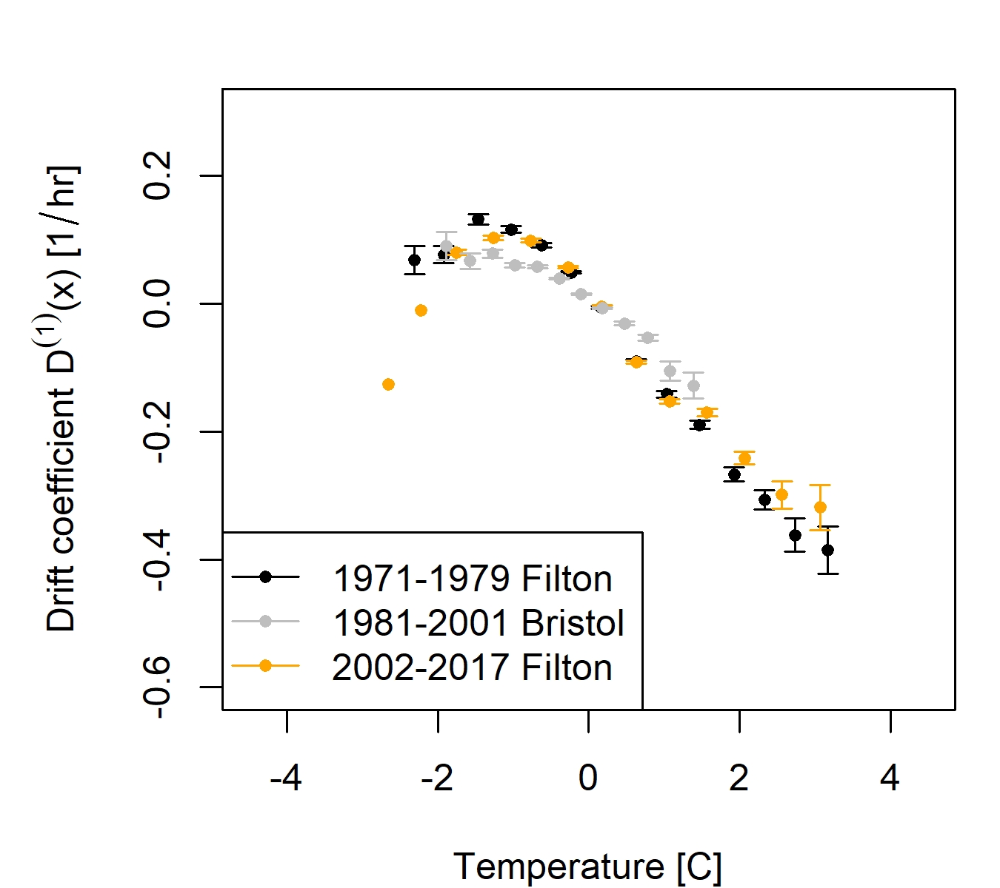 Drift coefficient D⁽¹⁾(x) [1/hr]
0.2
0.0
-0.2
-0.4
-0.6
1971-1979 Filton
1981-2001 Bristol
2002-2017 Filton
-4 -2 0 2 4
Temperature [C]